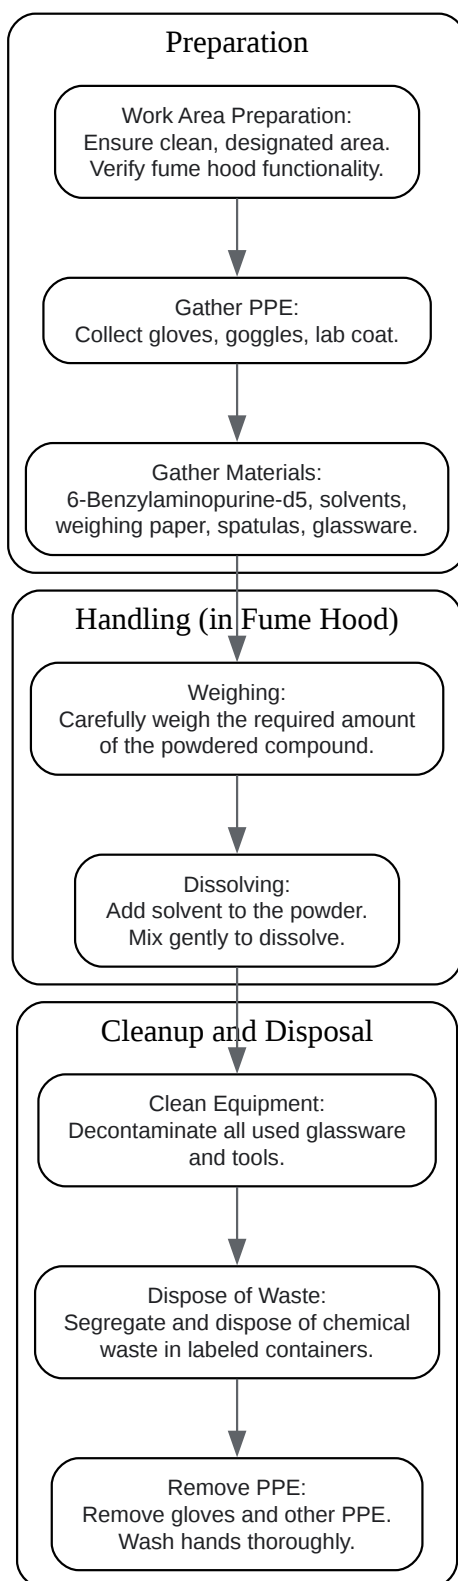 Preparation
Work Area Preparation:
Ensure clean, designated area.
Verify fume hood functionality.
Gather PPE:
Collect gloves, goggles, lab coat.
Gather Materials:
6-Benzylaminopurine-d5, solvents,
weighing paper, spatulas, glassware.
Handling (in Fume Hood)
Weighing:
Carefully weigh the required amount
of the powdered compound.
Dissolving:
Add solvent to the powder.
Mix gently to dissolve.
Cleanup and Disposal
Clean Equipment:
Decontaminate all used glassware
and tools.
Dispose of Waste:
Segregate and dispose of chemical
waste in labeled containers.
Remove PPE:
Remove gloves and other PPE.
Wash hands thoroughly.